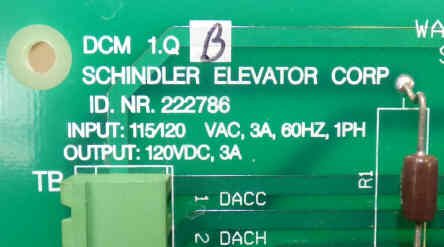 DCM 1.Q B
WA
SCHINDLER ELEVATOR CORP
ID. NR. 222786
INPUT: 115/120 VAC, 3A, 60HZ, 1PH
OUTPUT: 120VDC, 3A
TB
R1
1 DACC
2 DACH